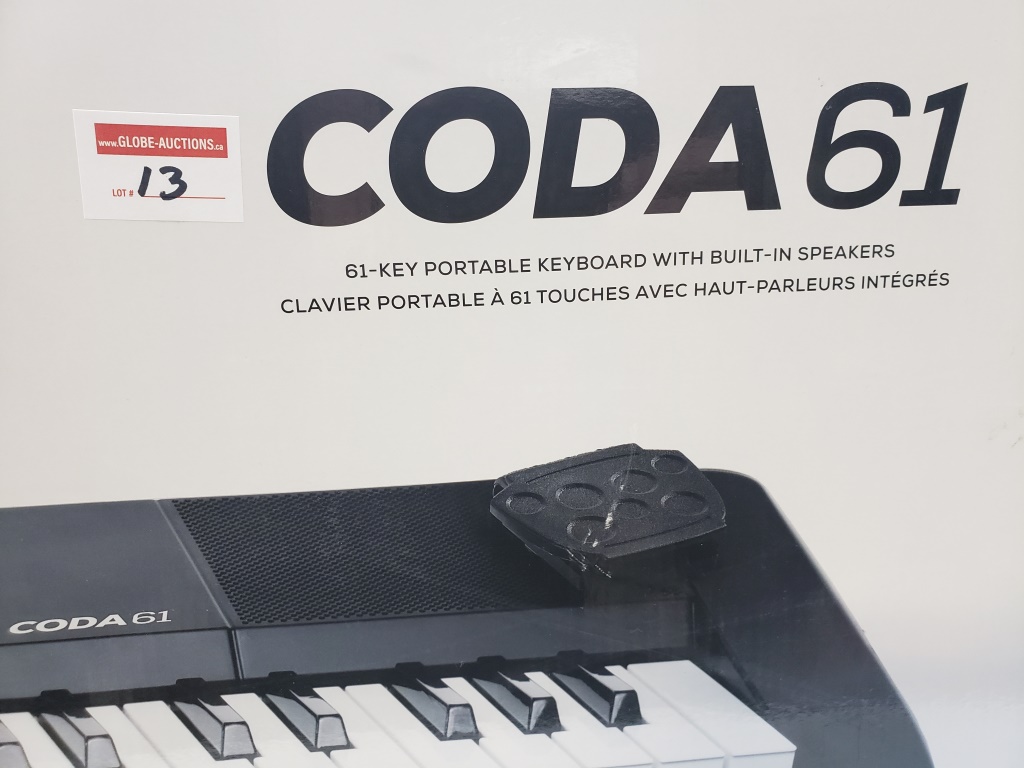 www.GLOBE-AUCTIONS.ca
LOT # 13
CODA 61
61-KEY PORTABLE KEYBOARD WITH BUILT-IN SPEAKERS
CLAVIER PORTABLE À 61 TOUCHES AVEC HAUT-PARLEURS INTÉGRÉS
CODA 61